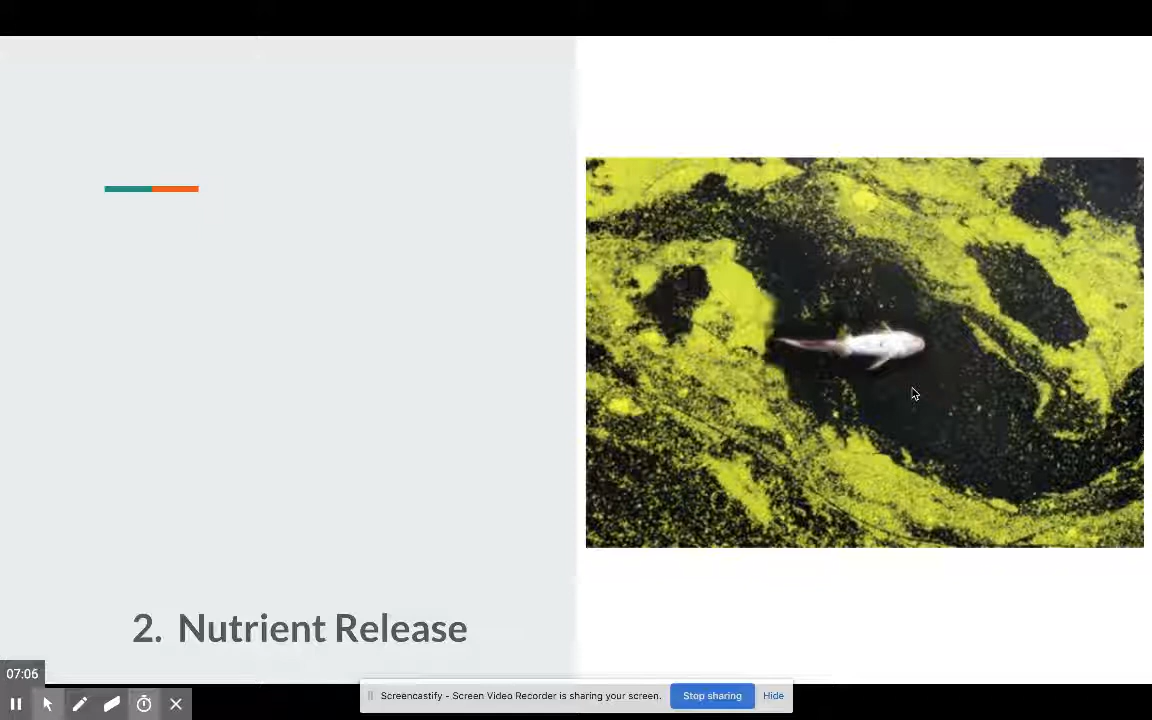 2. Nutrient Release
07:06
Screencastify - Screen Video Recorder is sharing your screen.
Stop sharing
Hide